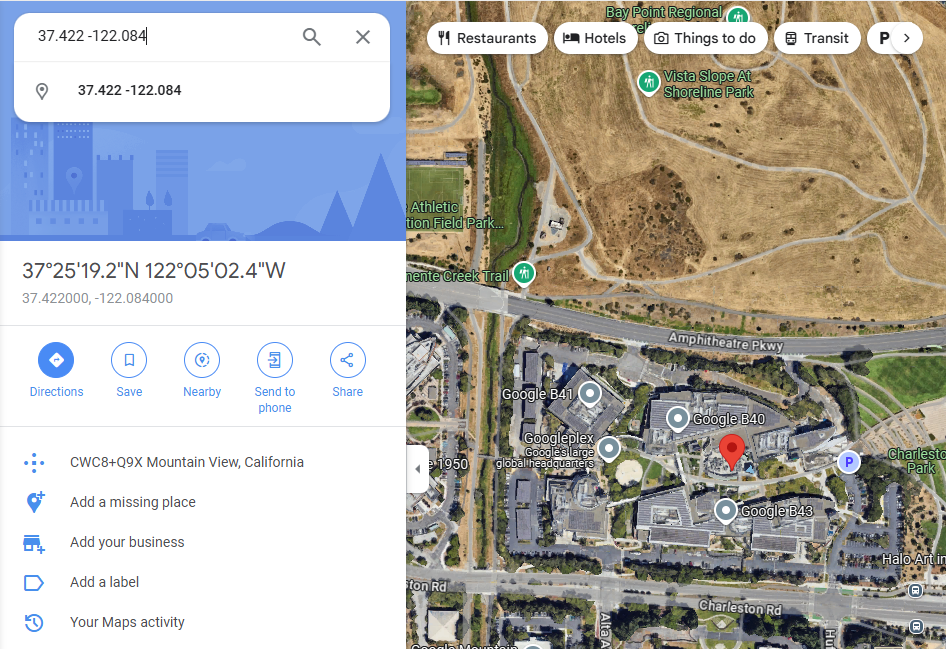 37.422 -122.084
37.422 -122.084
37°25'19.2"N 122°05'02.4"W
37.422000, -122.084000
Directions
Save
Nearby
Send to
phone
Share
CWC8+Q9X Mountain View, California
Add a missing place
Add your business
Add a label
Your Maps activity
Restaurants
Hotels
Things to do
Transit
P
Bay Point Regional
Vista Slope At
Shoreline Park
Athletic
tion Field Park...
nente Creek Trail
Amphitheatre Pkwy
Google B41
Google B40
Googleplex
Google's large
global headquarters
P
Charlesto
Park
e 1950
Google B43
Halo Art in
ston Rd
Charleston Rd
Alta A
Hu
Google Mountain